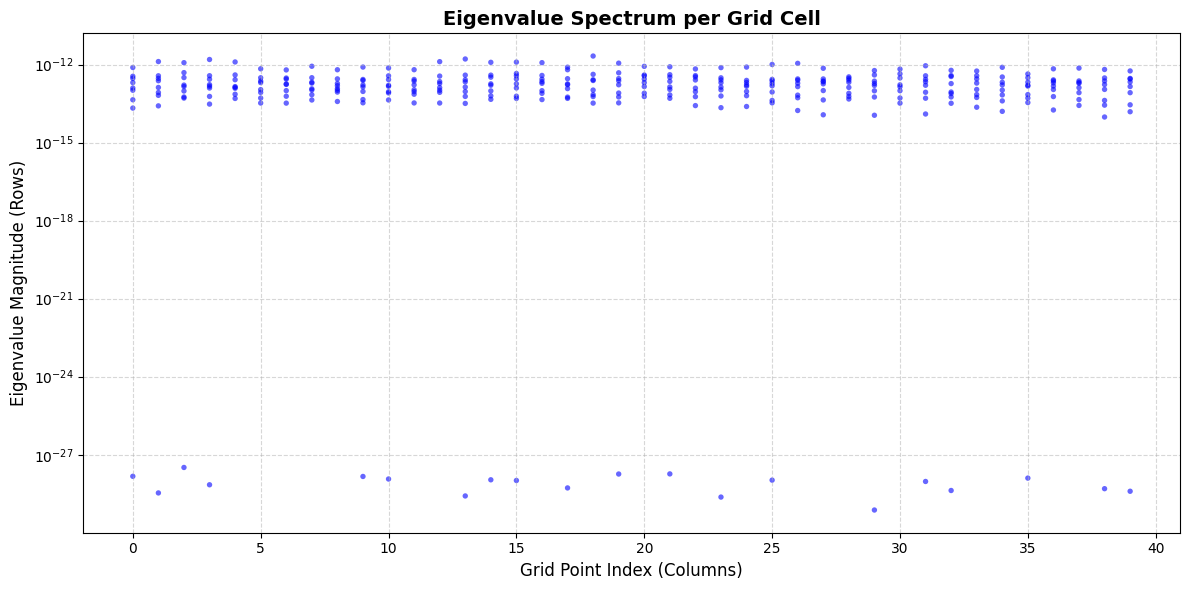 Eigenvalue Spectrum per Grid Cell
Eigenvalue Magnitude (Rows)
10⁻¹²
10⁻¹⁵
10⁻¹⁸
10⁻²¹
10⁻²⁴
10⁻²⁷
0 5 10 15 20 25 30 35 40
Grid Point Index (Columns)